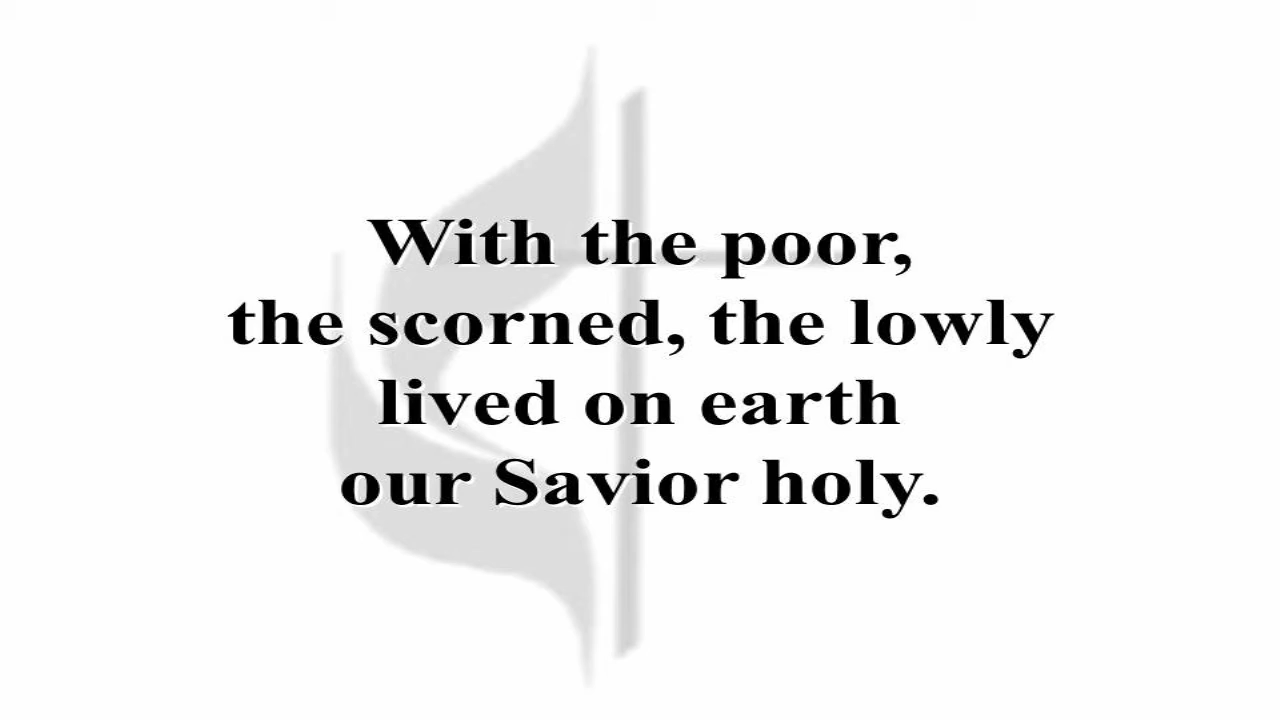 With the poor,
the scorned, the lowly
lived on earth
our Savior holy.